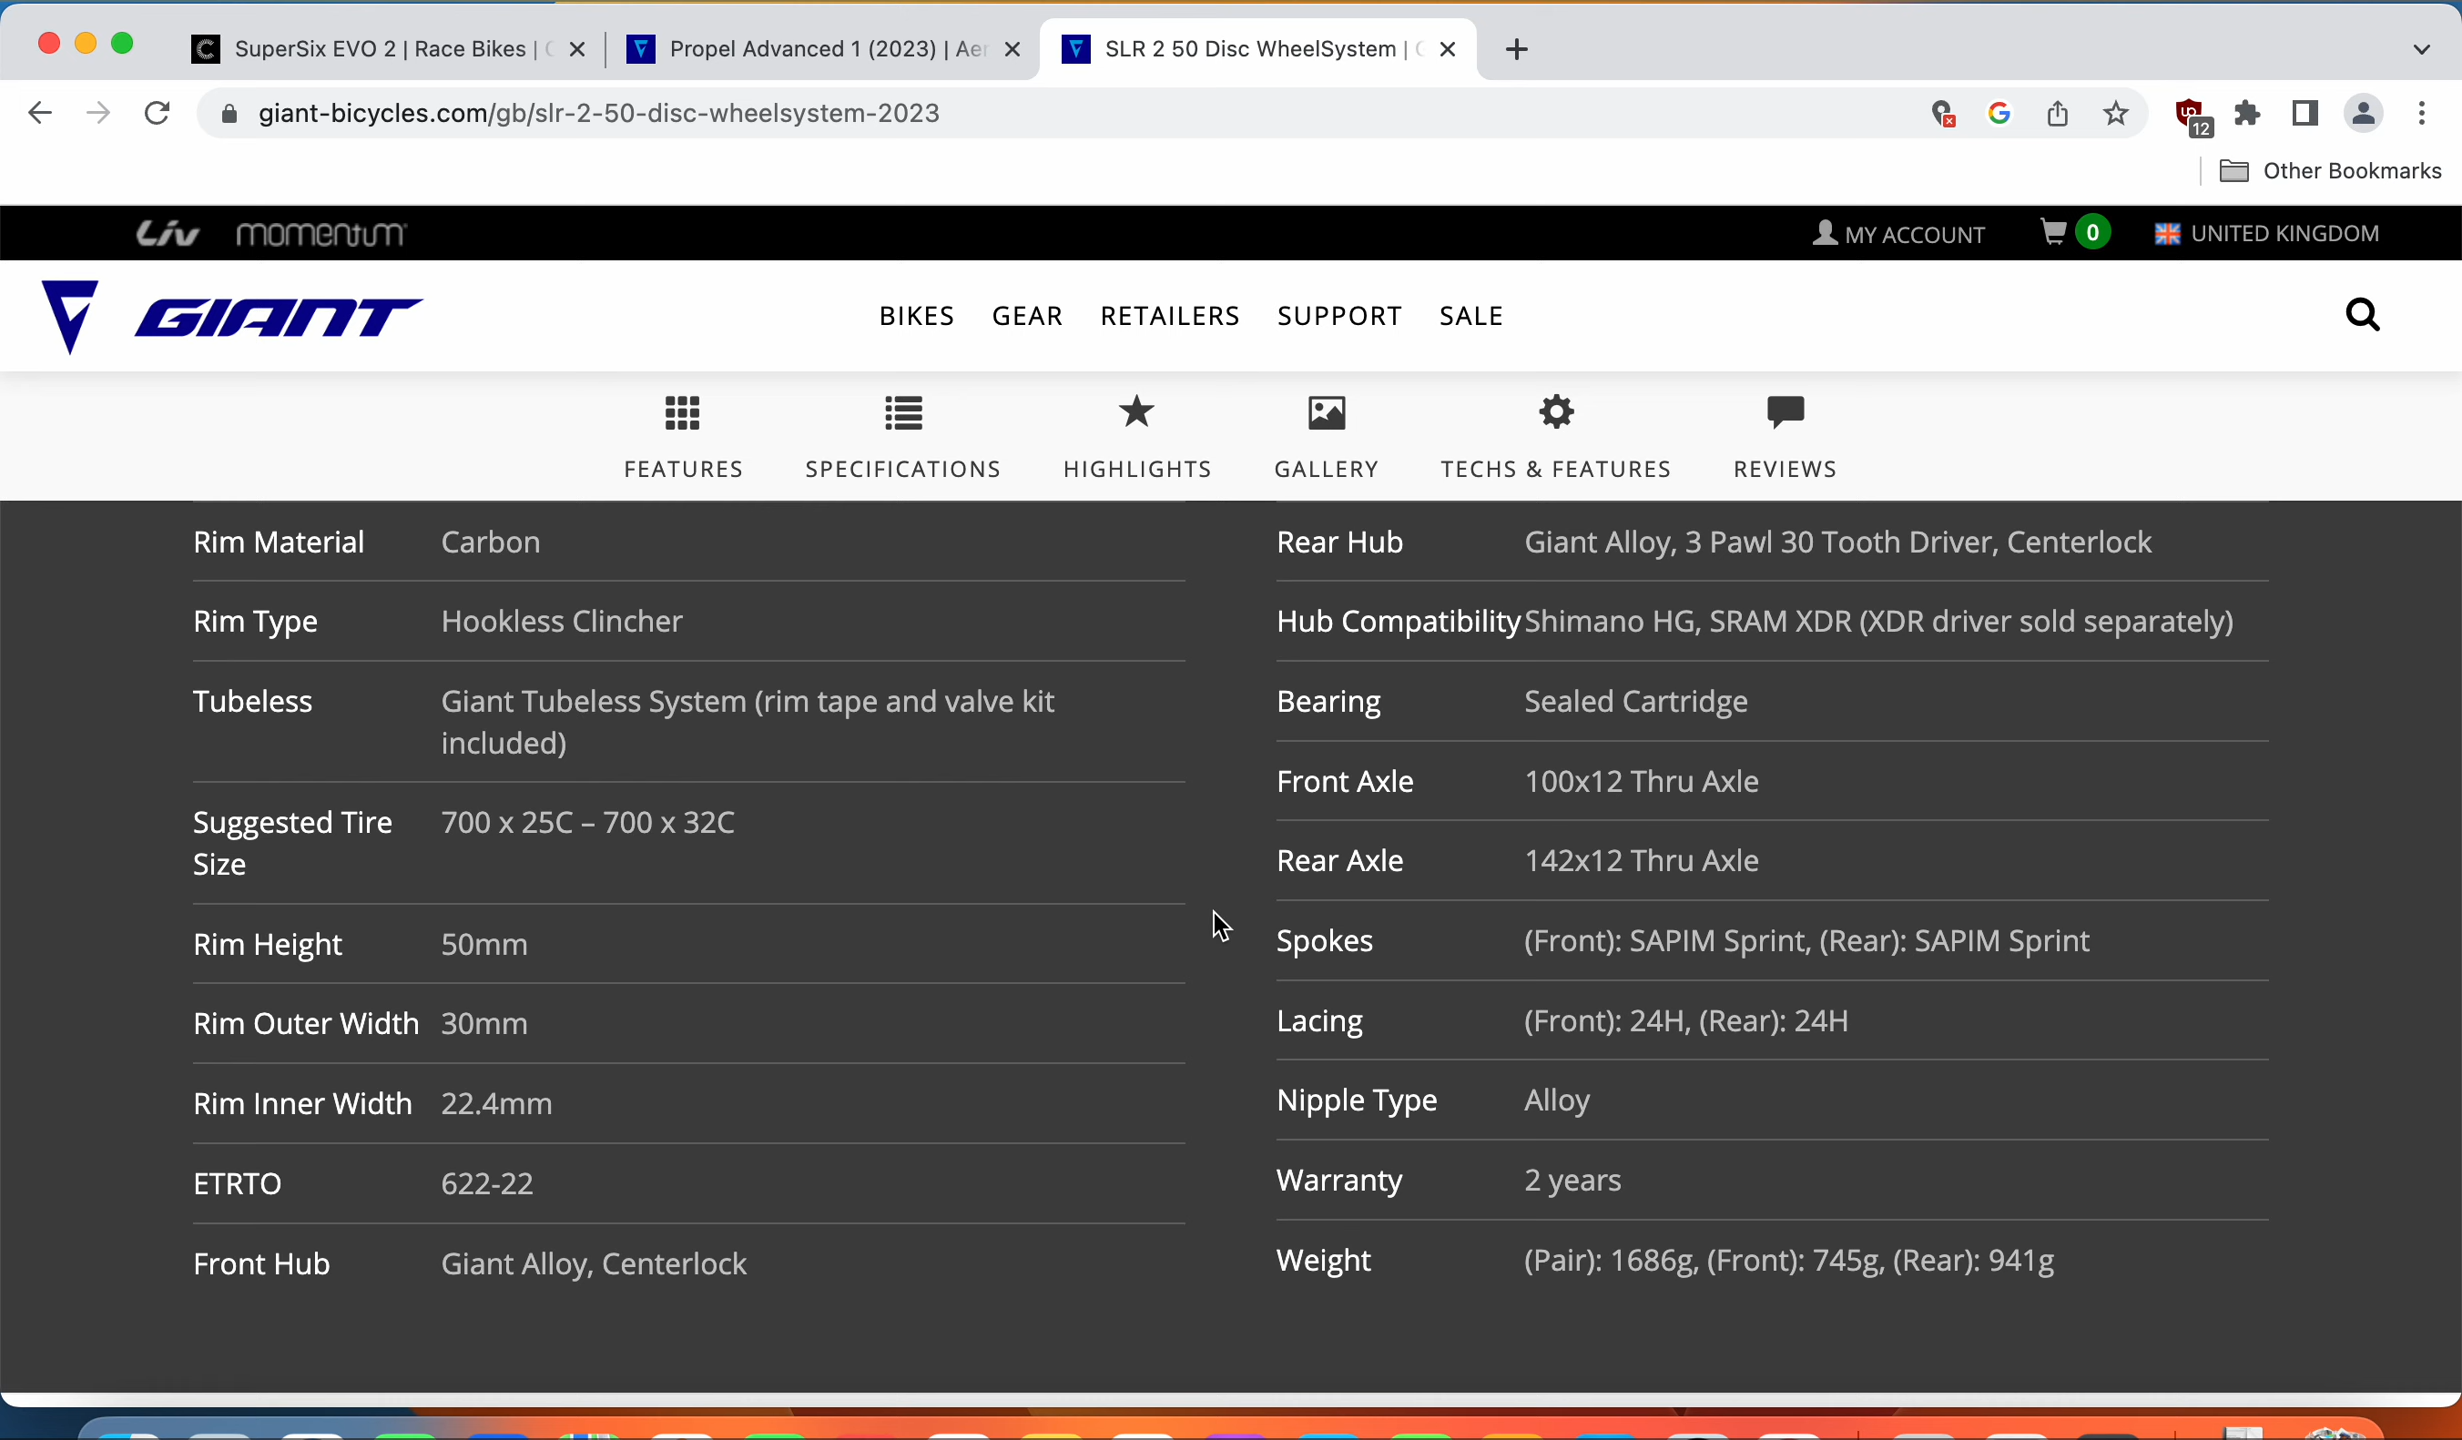 SuperSix EVO 2 | Race Bikes |
Propel Advanced 1 (2023) | Aer
SLR 2 50 Disc WheelSystem |
giant-bicycles.com/gb/slr-2-50-disc-wheelsystem-2023
12
Other Bookmarks
Liv momentum
MY ACCOUNT
0
UNITED KINGDOM
GIANT
BIKES GEAR RETAILERS SUPPORT SALE
FEATURES SPECIFICATIONS HIGHLIGHTS GALLERY TECHS & FEATURES REVIEWS
Rim Material Carbon
Rim Type Hookless Clincher
Tubeless Giant Tubeless System (rim tape and valve kit
included)
Suggested Tire 700 x 25C – 700 x 32C
Size
Rim Height 50mm
Rim Outer Width 30mm
Rim Inner Width 22.4mm
ETRTO 622-22
Front Hub Giant Alloy, Centerlock
Rear Hub Giant Alloy, 3 Pawl 30 Tooth Driver, Centerlock
Hub Compatibility Shimano HG, SRAM XDR (XDR driver sold separately)
Bearing Sealed Cartridge
Front Axle 100x12 Thru Axle
Rear Axle 142x12 Thru Axle
Spokes (Front): SAPIM Sprint, (Rear): SAPIM Sprint
Lacing (Front): 24H, (Rear): 24H
Nipple Type Alloy
Warranty 2 years
Weight (Pair): 1686g, (Front): 745g, (Rear): 941g